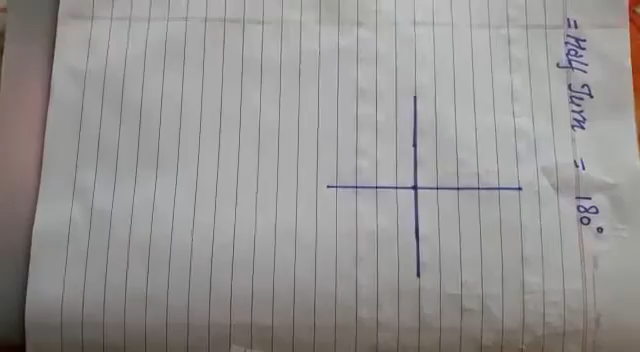 = Half Turn = 180°